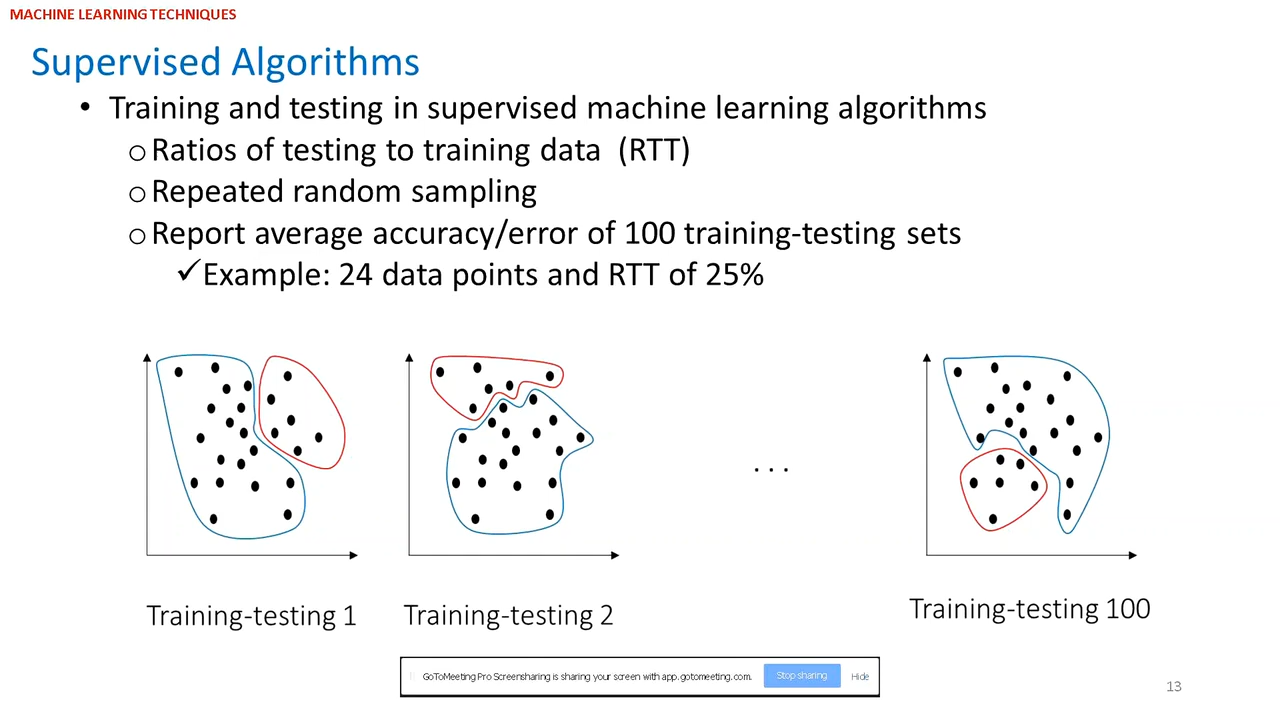 MACHINE LEARNING TECHNIQUES
Supervised Algorithms
• Training and testing in supervised machine learning algorithms
o Ratios of testing to training data (RTT)
o Repeated random sampling
o Report average accuracy/error of 100 training-testing sets
✓Example: 24 data points and RTT of 25%
. . .
Training-testing 1
Training-testing 2
Training-testing 100
GoToMeeting Pro Screensharing is sharing your screen with app.gotomeeting.com.
Stop sharing
Hide
13